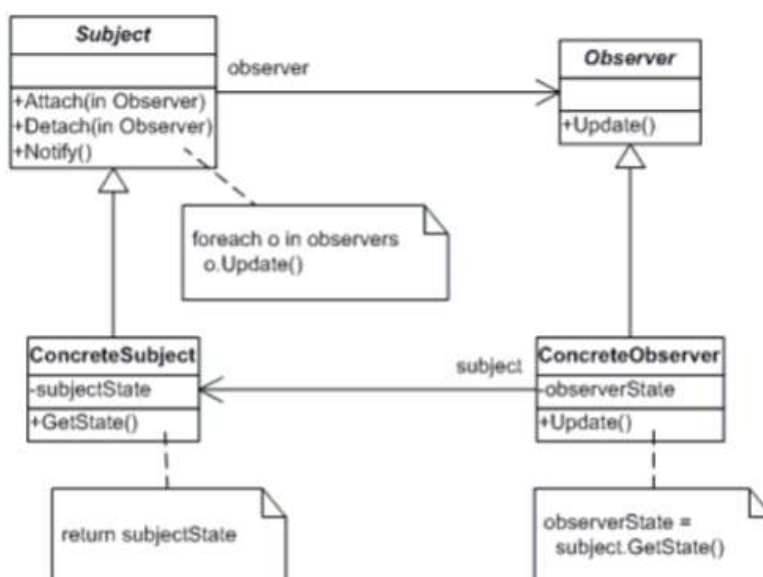 Subject
+Attach(in Observer)
+Detach(in Observer)
+Notify()
observer
Observer
+Update()
foreach o in observers
o.Update()
ConcreteSubject
-subjectState
+GetState()
subject
ConcreteObserver
-observerState
+Update()
return subjectState
observerState =
subject.GetState()